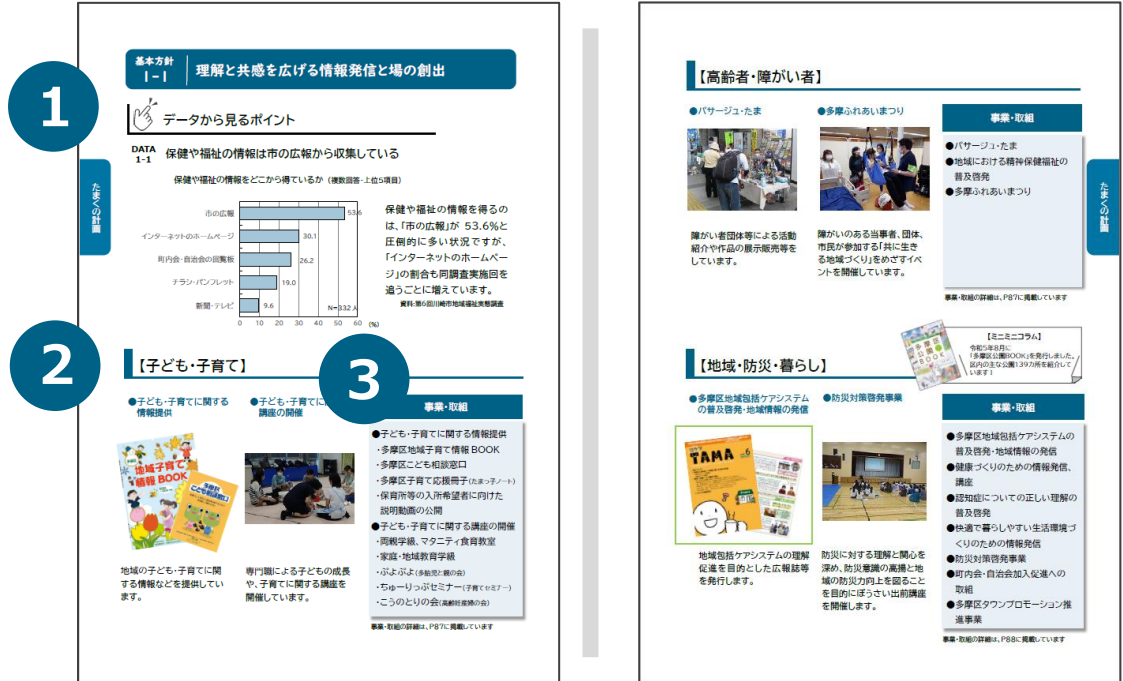 1
基本方針
1-1
理解と共感を広げる情報発信と場の創出
データから見るポイント
DATA
1-1
保健や福祉の情報は市の広報から収集している
保健や福祉の情報をどこから得ているか（複数回答・上位5項目）
市の広報
53.6
インターネットのホームページ
30.1
町内会・自治会の回覧板
26.2
チラシ・パンフレット
19.0
新聞・テレビ
9.6
N=332人
0 10 20 30 40 50 60 (%)
保健や福祉の情報を得るの
は、「市の広報」が 53.6%と
圧倒的に多い状況ですが、
「インターネットのホームペー
ジ」の割合も同調査実施回を
追うごとに増えています。
資料:第6回川崎市地域福祉実態調査
たまくの計画
2
【子ども・子育て】
3
●子ども・子育てに関する
情報提供
地域子育て
情報BOOK
多摩区
こども相談窓口
地域の子ども・子育てに関
する情報などを提供してい
ます。
●子ども・子育てに
講座の開催
専門職による子どもの成長
や、子育てに関する講座を
開催しています。
事業・取組
●子ども・子育てに関する情報提供
・多摩区地域子育て情報 BOOK
・多摩区こども相談窓口
・多摩区子育て応援冊子(たまっ子ノート)
・保育所等の入所希望者に向けた
説明動画の公開
●子ども・子育てに関する講座の開催
・両親学級、マタニティ食育教室
・家庭・地域教育学級
・ぷよぷよ(多胎児と親の会)
・ちゅーりっぷセミナー(子育てセミナー)
・こうのとりの会(高齢妊産婦の会)
事業・取組の詳細は、P87に掲載しています
【高齢者・障がい者】
●パサージュ・たま
障がい者団体等による活動
紹介や作品の展示販売等を
しています。
●多摩ふれあいまつり
障がいのある当事者、団体、
市民が参加する「共に生き
る地域づくり」をめざすイベ
ントを開催しています。
事業・取組
●パサージュ・たま
●地域における精神保健福祉の
普及啓発
●多摩ふれあいまつり
事業・取組の詳細は、P87に掲載しています
たまくの計画
多摩区
公園
BOOK
【ミニミニコラム】
令和5年8月に
「多摩区公園BOOK」を発行しました。
区内の主な公園139カ所を紹介して
います！
【地域・防災・暮らし】
●多摩区地域包括ケアシステム
の普及啓発・地域情報の発信
TAMA
地域包括ケアシステムの理解
促進を目的とした広報誌等
を発行します。
●防災対策啓発事業
防災に対する理解と関心を
深め、防災意識の高揚と地
域の防災力向上を図ること
を目的にぼうさい出前講座
を開催します。
事業・取組
●多摩区地域包括ケアシステムの
普及啓発・地域情報の発信
●健康づくりのための情報発信、
講座
●認知症についての正しい理解の
普及啓発
●快適で暮らしやすい生活環境づ
くりのための情報発信
●防災対策啓発事業
●町内会・自治会加入促進への
取組
●多摩区タウンプロモーション推
進事業
事業・取組の詳細は、P88に掲載しています